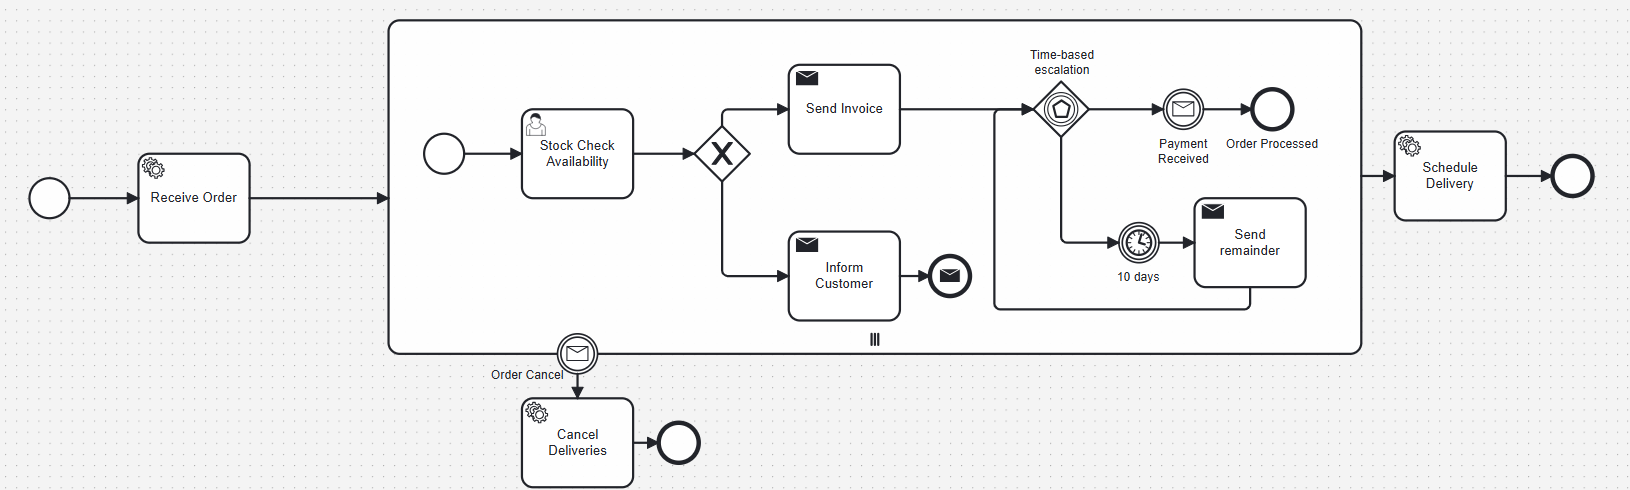 Receive Order
Stock Check
Availability
Send Invoice
Inform
Customer
Time-based
escalation
Payment
Received
Order Processed
10 days
Send
remainder
Order Cancel
Cancel
Deliveries
Schedule
Delivery